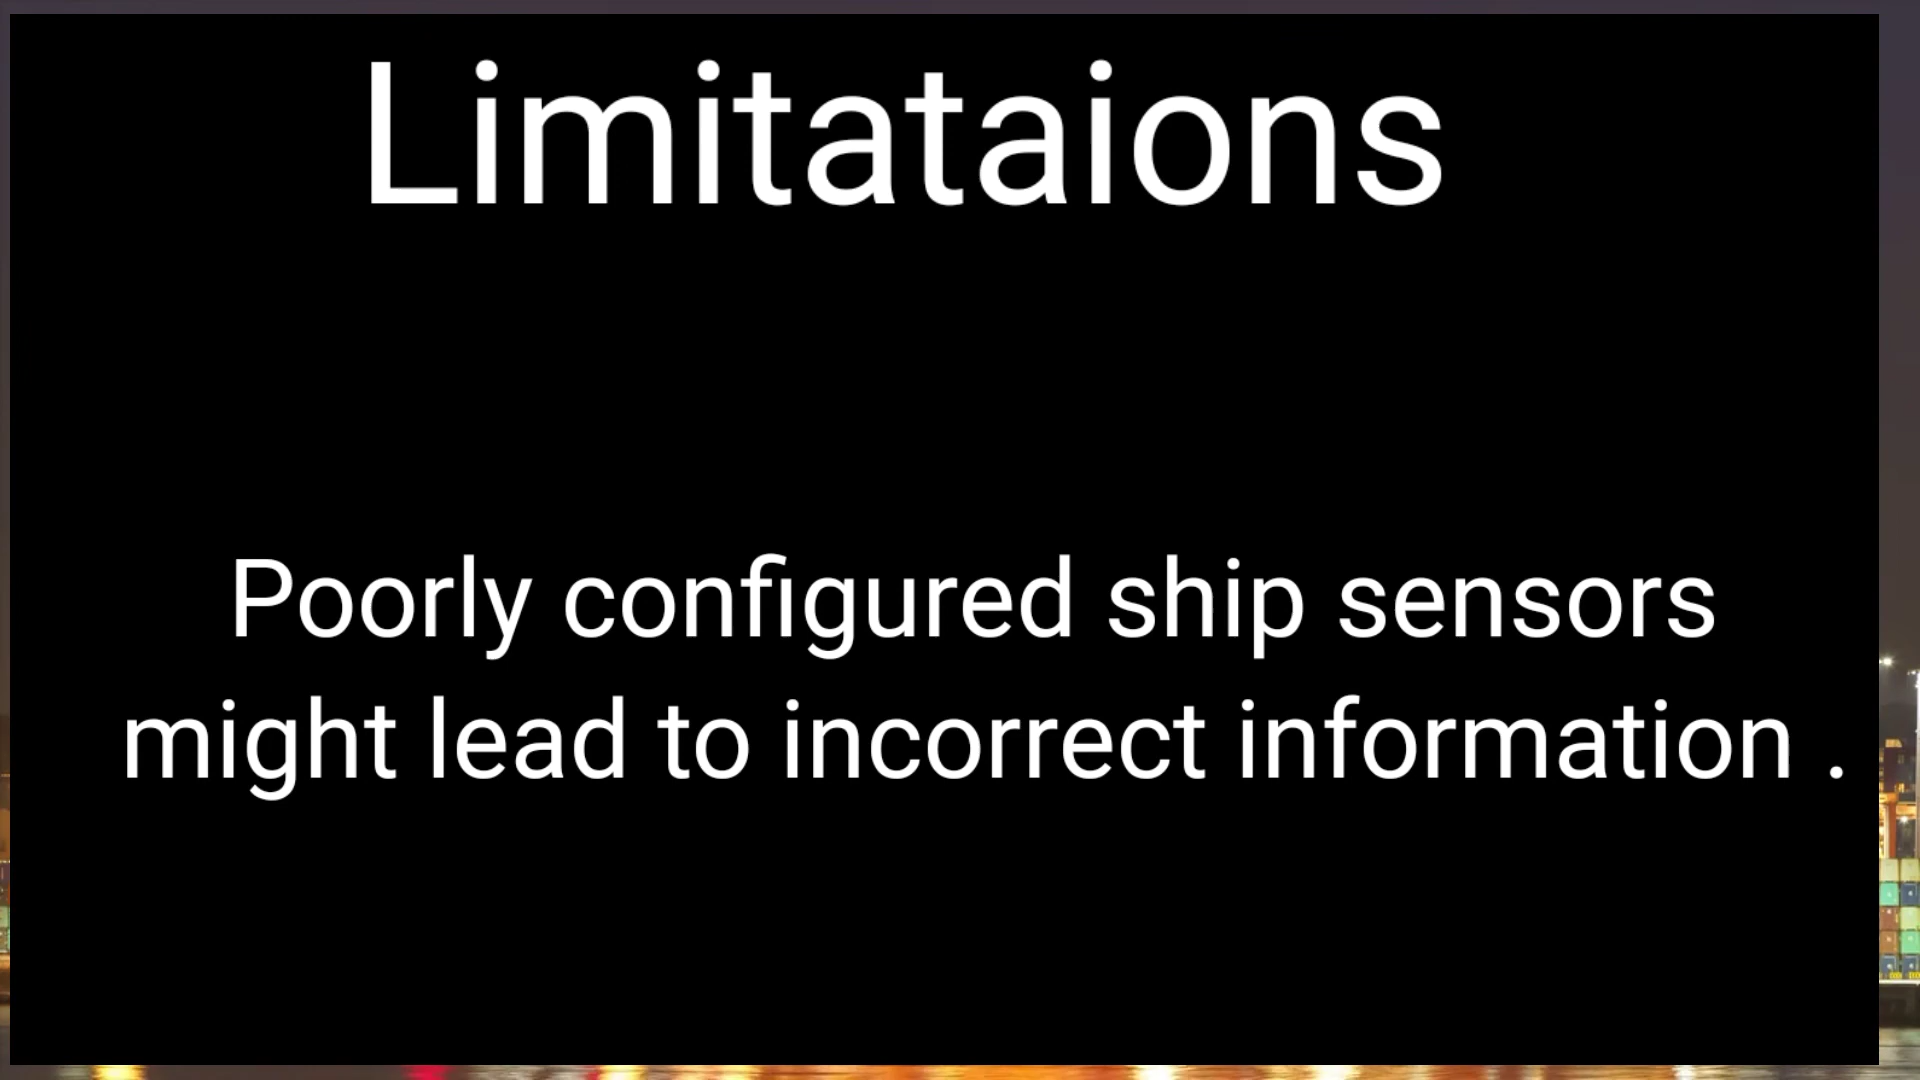 Limitataions
Poorly configured ship sensors
might lead to incorrect information .